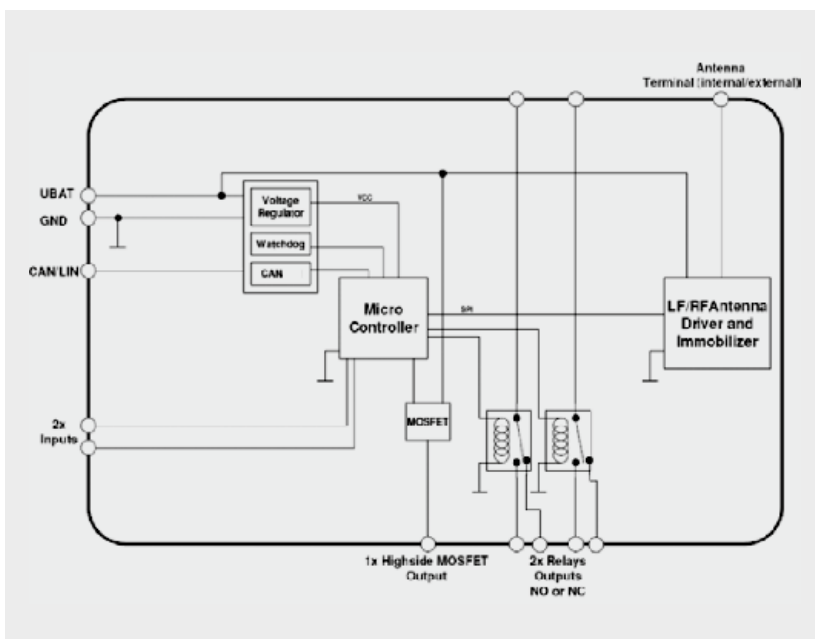 Antenna
Terminal (internal/external)
UBAT
GND
CAN/LIN
Voltage
Regulator
Watchdog
CAN
VCC
Micro
Controller
SPI
LF/RFAntenna
Driver and
Immobilizer
2x
Inputs
MOSFET
1x Highside MOSFET
Output
2x Relays
Outputs
NO or NC